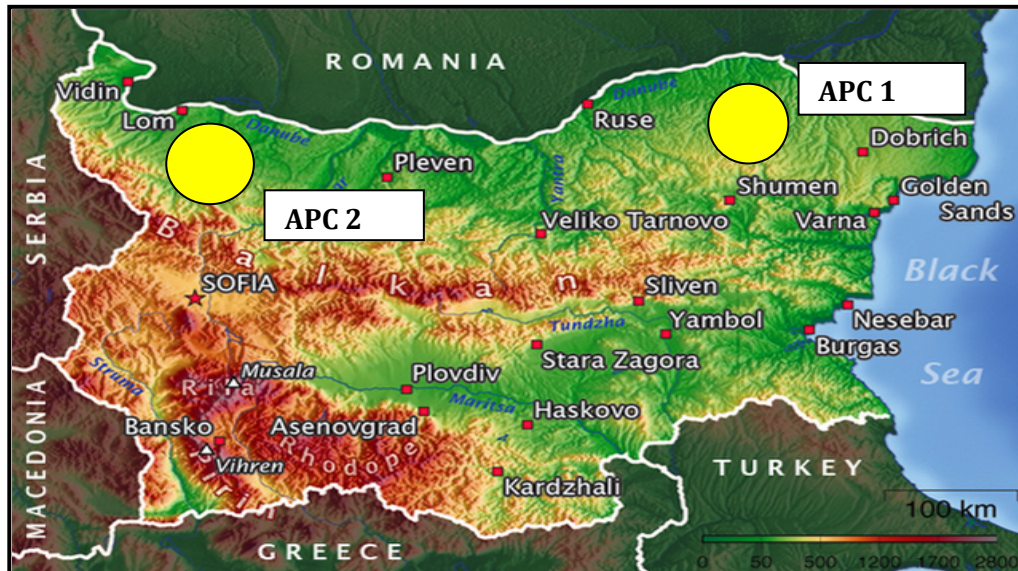 ROMANIA
APC 1
Vidin
Lom
Danube
Danube
Ruse
Dobrich
SERBIA
Pleven
Yantra
Shumen
Golden
Sands
APC 2
Veliko Tarnovo
Varna
Balkan
SOFIA
Black
Sea
Sliven
Tundzha
Yambol
Nesebar
Burgas
Stara Zagora
Struma
Musala
Rila
Plovdiv
Maritsa
MACEDONIA
Bansko
Asenovgrad
Haskovo
Rhodope
Vihren
Pirin
Kardzhali
TURKEY
GREECE
100 km
0 50 500 1200 1700 2800